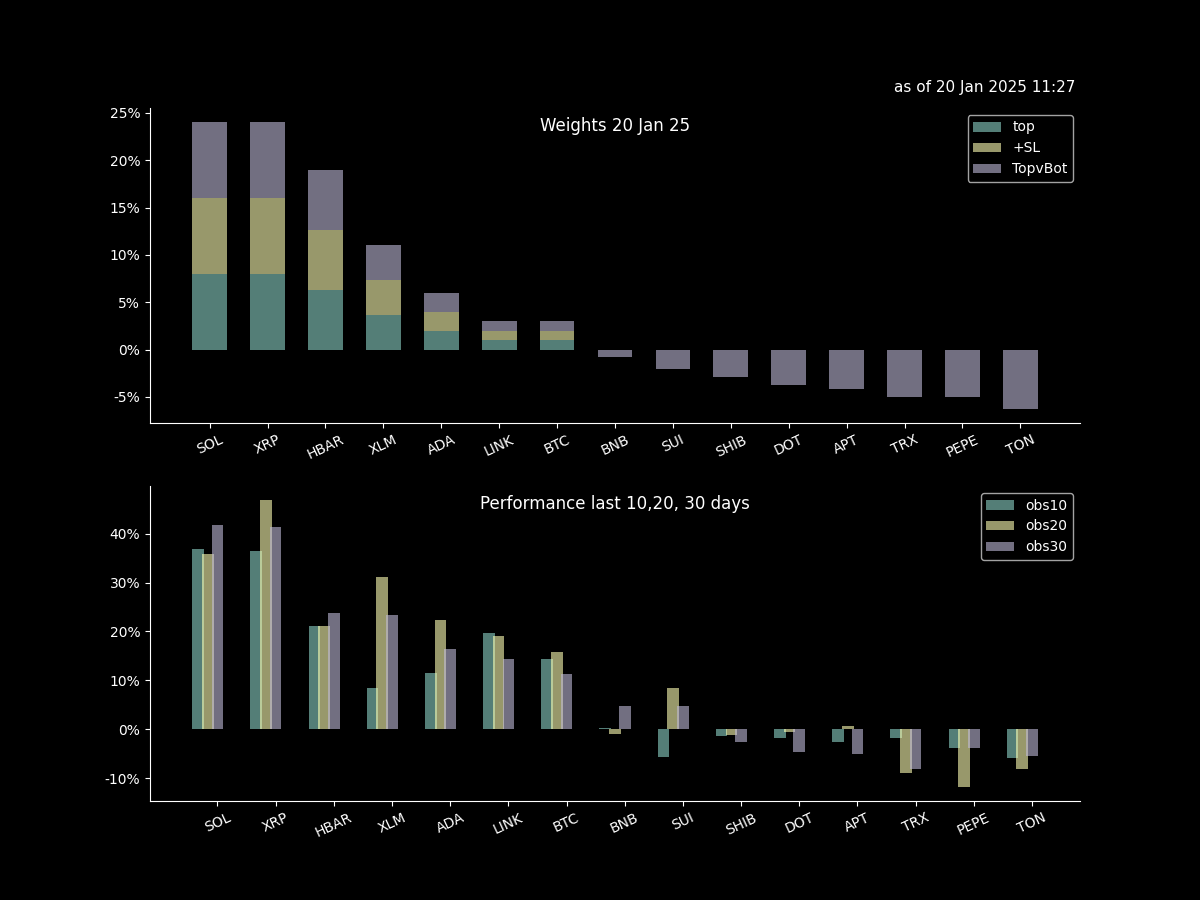 as of 20 Jan 2025 11:27
Weights 20 Jan 25
25%
20%
15%
10%
5%
0%
-5%
top
+SL
TopvBot
SOL XRP HBAR XLM ADA LINK BTC BNB SUI SHIB DOT APT TRX PEPE TON
Performance last 10,20, 30 days
40%
30%
20%
10%
0%
-10%
obs10
obs20
obs30
SOL XRP HBAR XLM ADA LINK BTC BNB SUI SHIB DOT APT TRX PEPE TON